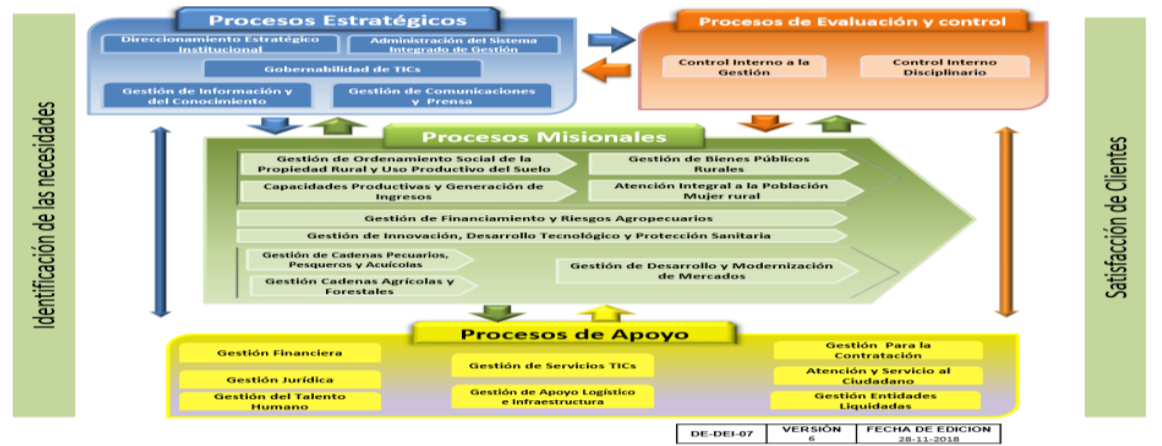 Identificación de las necesidades
Procesos Estratégicos
Direccionamiento Estratégico
Institucional
Administración del Sistema
Integrado de Gestión
Gobernabilidad de TICs
Gestión de Información y
del Conocimiento
Gestión de Comunicaciones
y Prensa
Procesos de Evaluación y control
Control Interno a la
Gestión
Control Interno
Disciplinario
Procesos Misionales
Gestión de Ordenamiento Social de la
Propiedad Rural y Uso Productivo del Suelo
Gestión de Bienes Públicos
Rurales
Capacidades Productivas y Generación de
Ingresos
Atención Integral a la Población
Mujer rural
Gestión de Financiamiento y Riesgos Agropecuarios
Gestión de Innovación, Desarrollo Tecnológico y Protección Sanitaria
Gestión de Cadenas Pecuarios,
Pesqueros y Acuícolas
Gestión Cadenas Agrícolas y
Forestales
Gestión de Desarrollo y Modernización
de Mercados
Procesos de Apoyo
Gestión Financiera
Gestión Jurídica
Gestión del Talento
Humano
Gestión de Servicios TICs
Gestión de Apoyo Logístico
e Infraestructura
Gestión Para la
Contratación
Atención y Servicio al
Ciudadano
Gestión Entidades
Liquidadas
Satisfacción de Clientes
DE-DEI-07
VERSIÓN
6
FECHA DE EDICION
28-11-2018